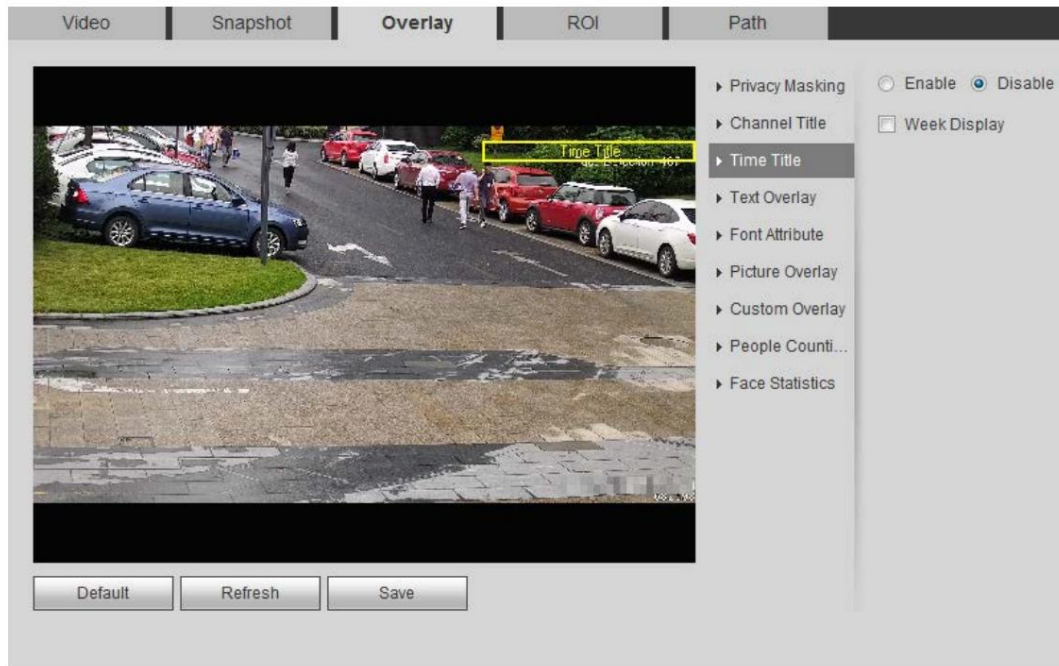 Video Snapshot Overlay ROI Path
Privacy Masking
Channel Title
Time Title
Text Overlay
Font Attribute
Picture Overlay
Custom Overlay
People Counti...
Face Statistics
Enable Disable
Week Display
Time Title
Default Refresh Save